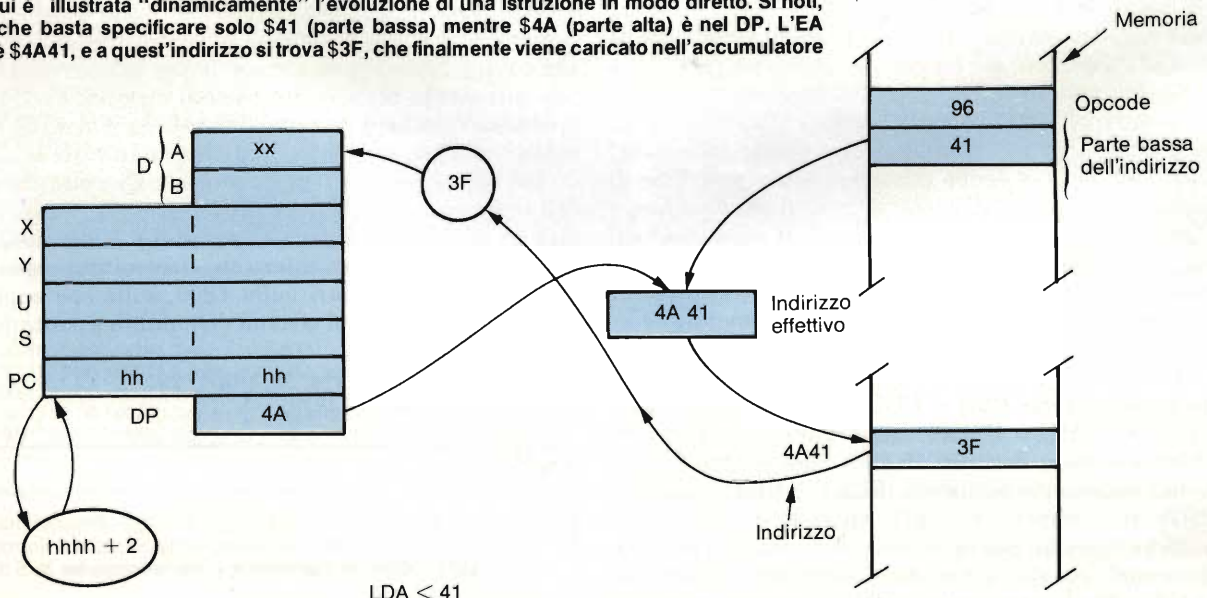 Qui è illustrata "dinamicamente" l'evoluzione di una istruzione in modo diretto. Si noti,
che basta specificare solo $41 (parte bassa) mentre $4A (parte alta) è nel DP. L'EA
è $4A41, e a quest'indirizzo si trova $3F, che finalmente viene caricato nell'accumulatore
Memoria
96
Opcode
41
Parte bassa
dell'indirizzo
D
A
xx
B
3F
X
Y
U
S
PC
hh
hh
DP
4A
4A 41
Indirizzo
effettivo
4A41
3F
Indirizzo
hhhh + 2
LDA < 41